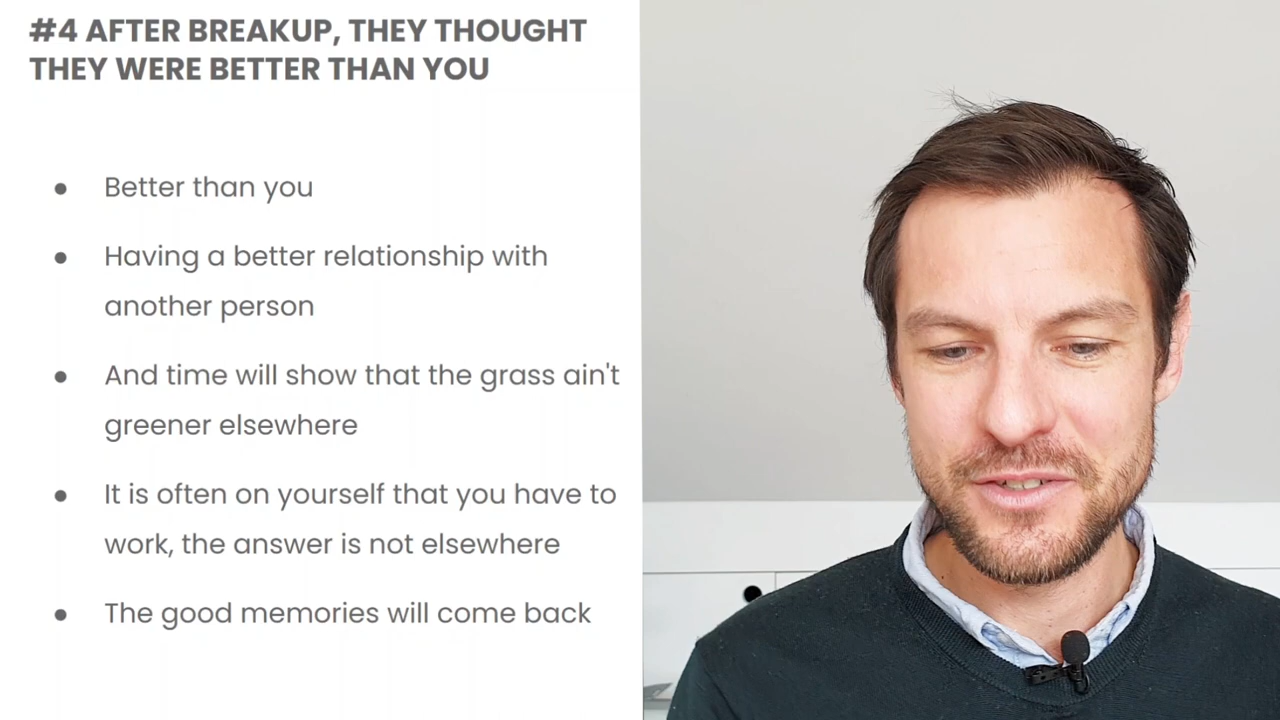 #4 AFTER BREAKUP, THEY THOUGHT
THEY WERE BETTER THAN YOU
● Better than you
● Having a better relationship with
another person
● And time will show that the grass ain't
greener elsewhere
● It is often on yourself that you have to
work, the answer is not elsewhere
● The good memories will come back